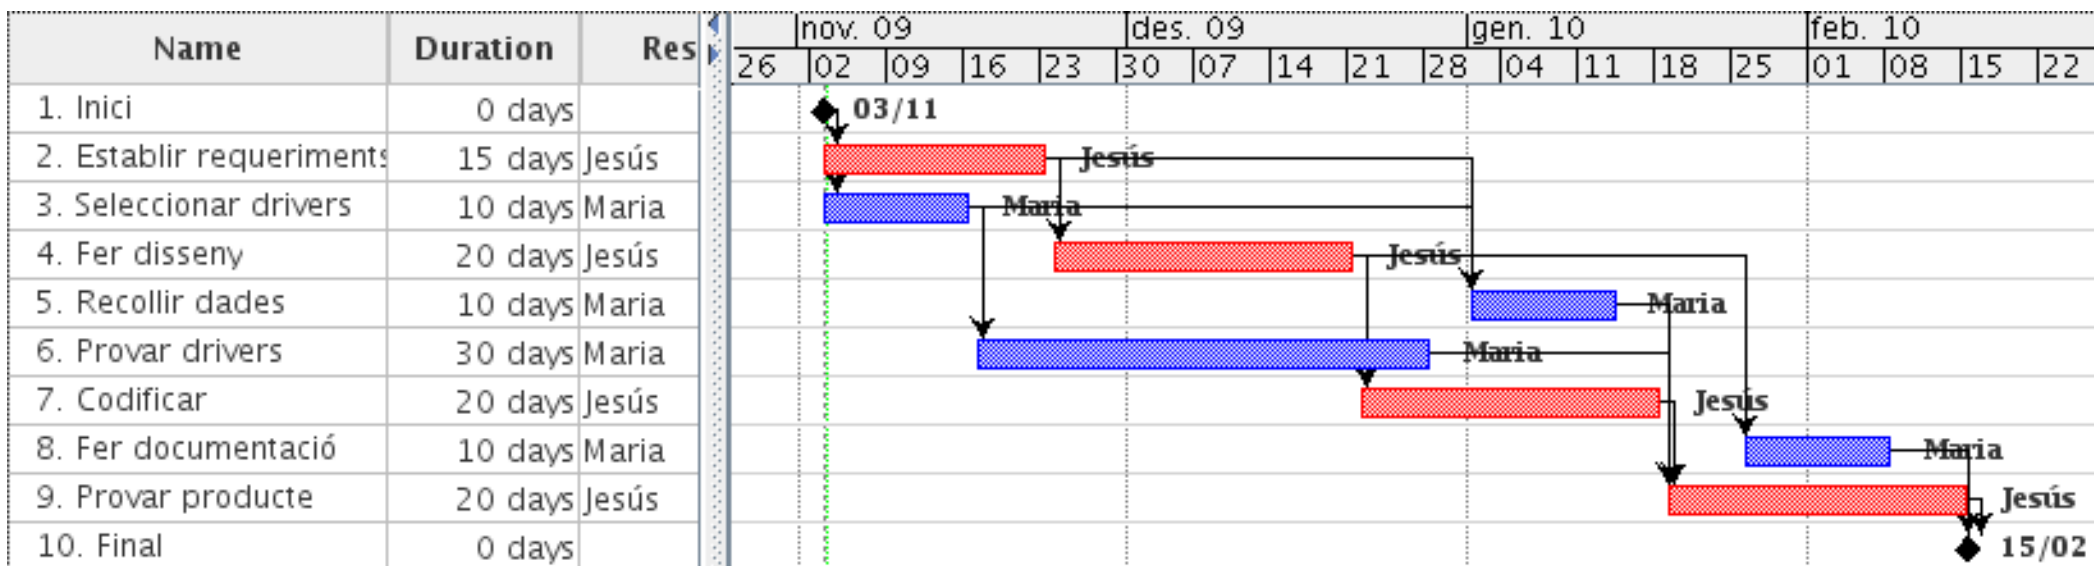 Name Duration Res nov. 09 des. 09 gen. 10 feb. 10
26 02 09 16 23 30 07 14 21 28 04 11 18 25 01 08 15 22
1. Inici 0 days 03/11
2. Establir requeriments 15 days Jesús Jesús
3. Seleccionar drivers 10 days Maria Maria
4. Fer disseny 20 days Jesús Jesús
5. Recollir dades 10 days Maria Maria
6. Provar drivers 30 days Maria Maria
7. Codificar 20 days Jesús Jesús
8. Fer documentació 10 days Maria Maria
9. Provar producte 20 days Jesús Jesús
10. Final 0 days 15/02